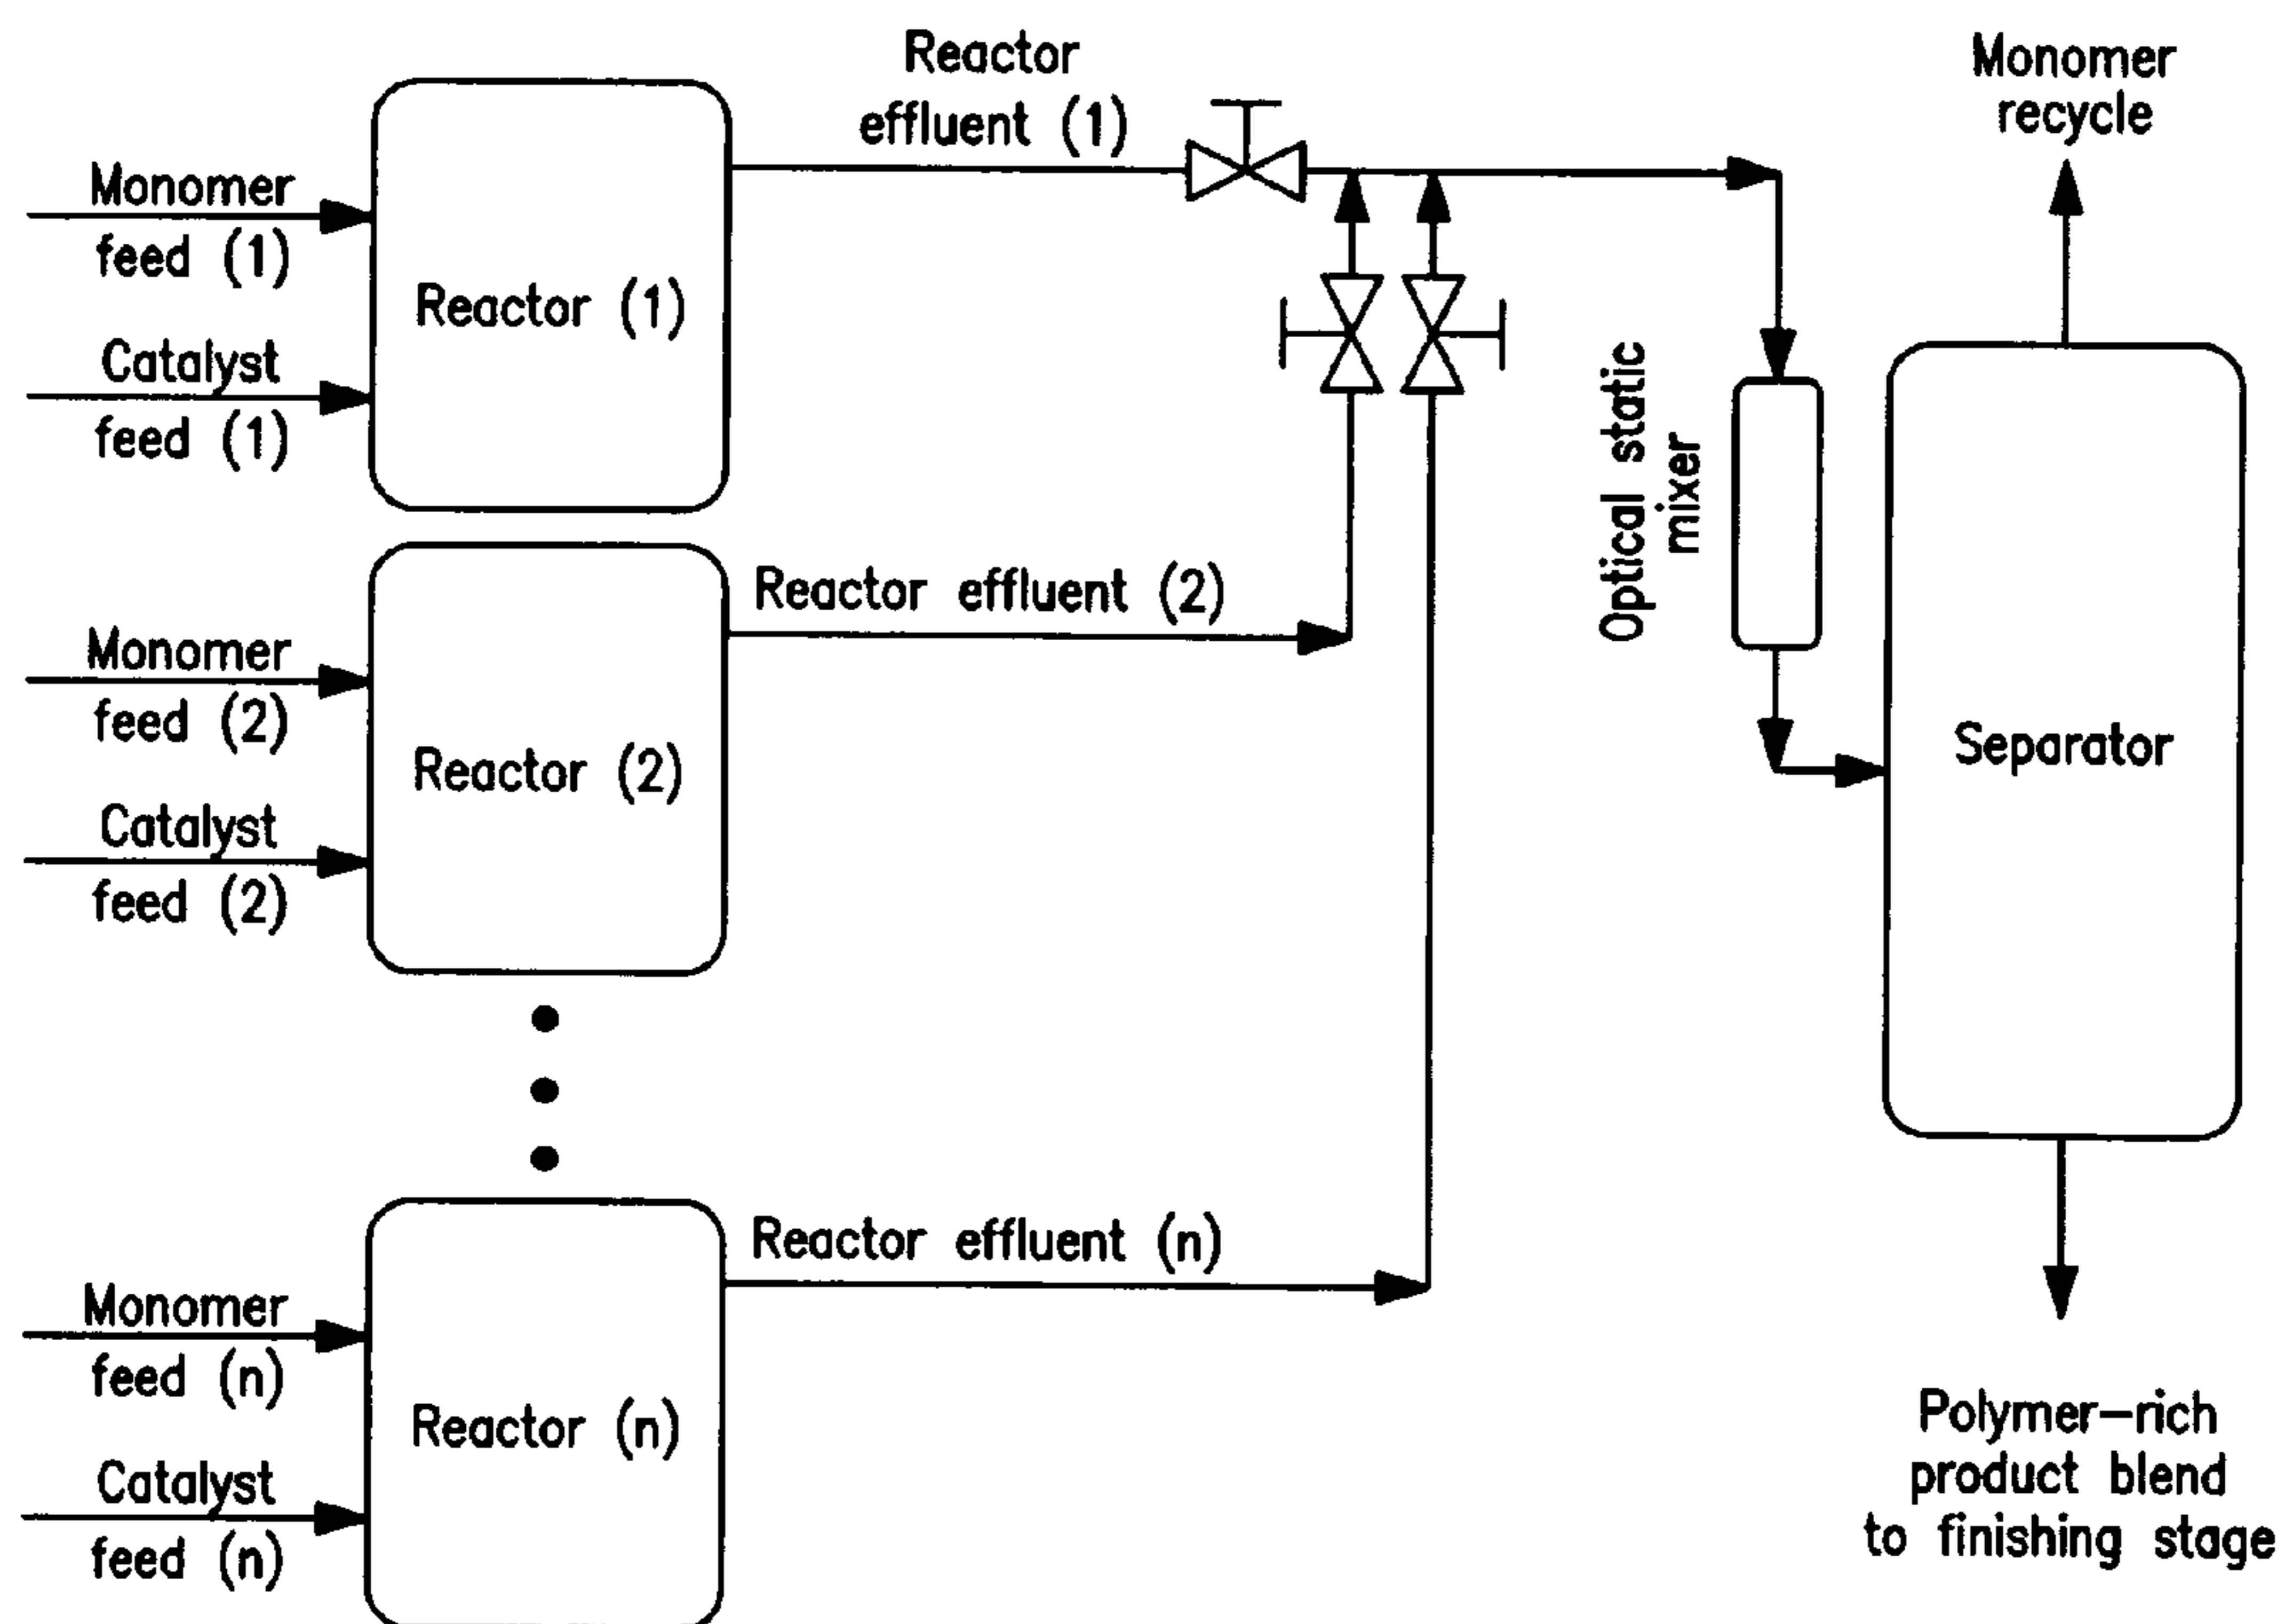 Reactor
effluent (1)
Monomer
recycle
Monomer
feed (1)
Reactor (1)
Catalyst
feed (1)
Optical static
mixer
Reactor effluent (2)
Monomer
feed (2)
Reactor (2)
Separator
Catalyst
feed (2)
Reactor effluent (n)
Monomer
feed (n)
Reactor (n)
Catalyst
feed (n)
Polymer-rich
product blend
to finishing stage